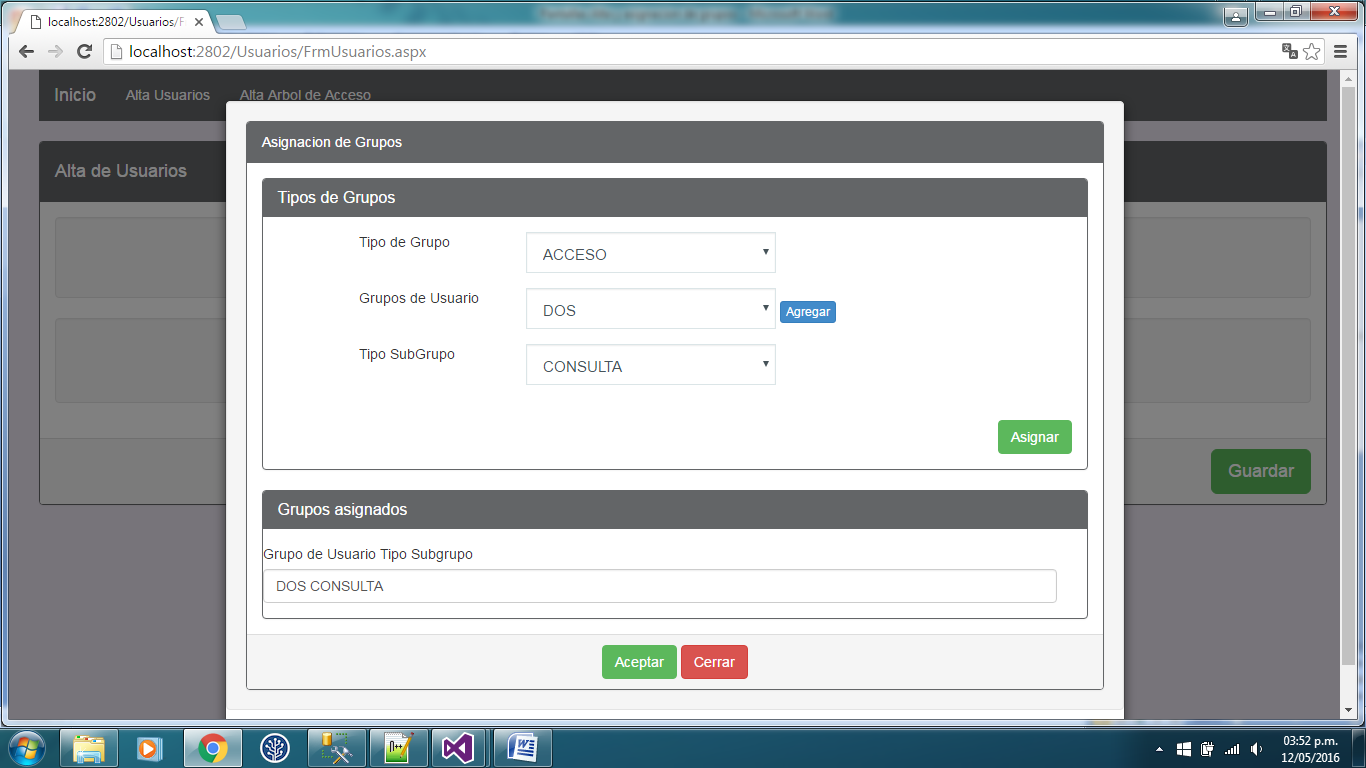 localhost:2802/Usuarios/F
localhost:2802/Usuarios/FrmUsuarios.aspx
Inicio Alta Usuarios Alta Arbol de Acceso
Alta de Usuarios
Asignacion de Grupos
Tipos de Grupos
Tipo de Grupo ACCESO
Grupos de Usuario DOS Agregar
Tipo SubGrupo CONSULTA
Asignar
Guardar
Grupos asignados
Grupo de Usuario Tipo Subgrupo
DOS CONSULTA
Aceptar Cerrar
03:52 p.m.
12/05/2016